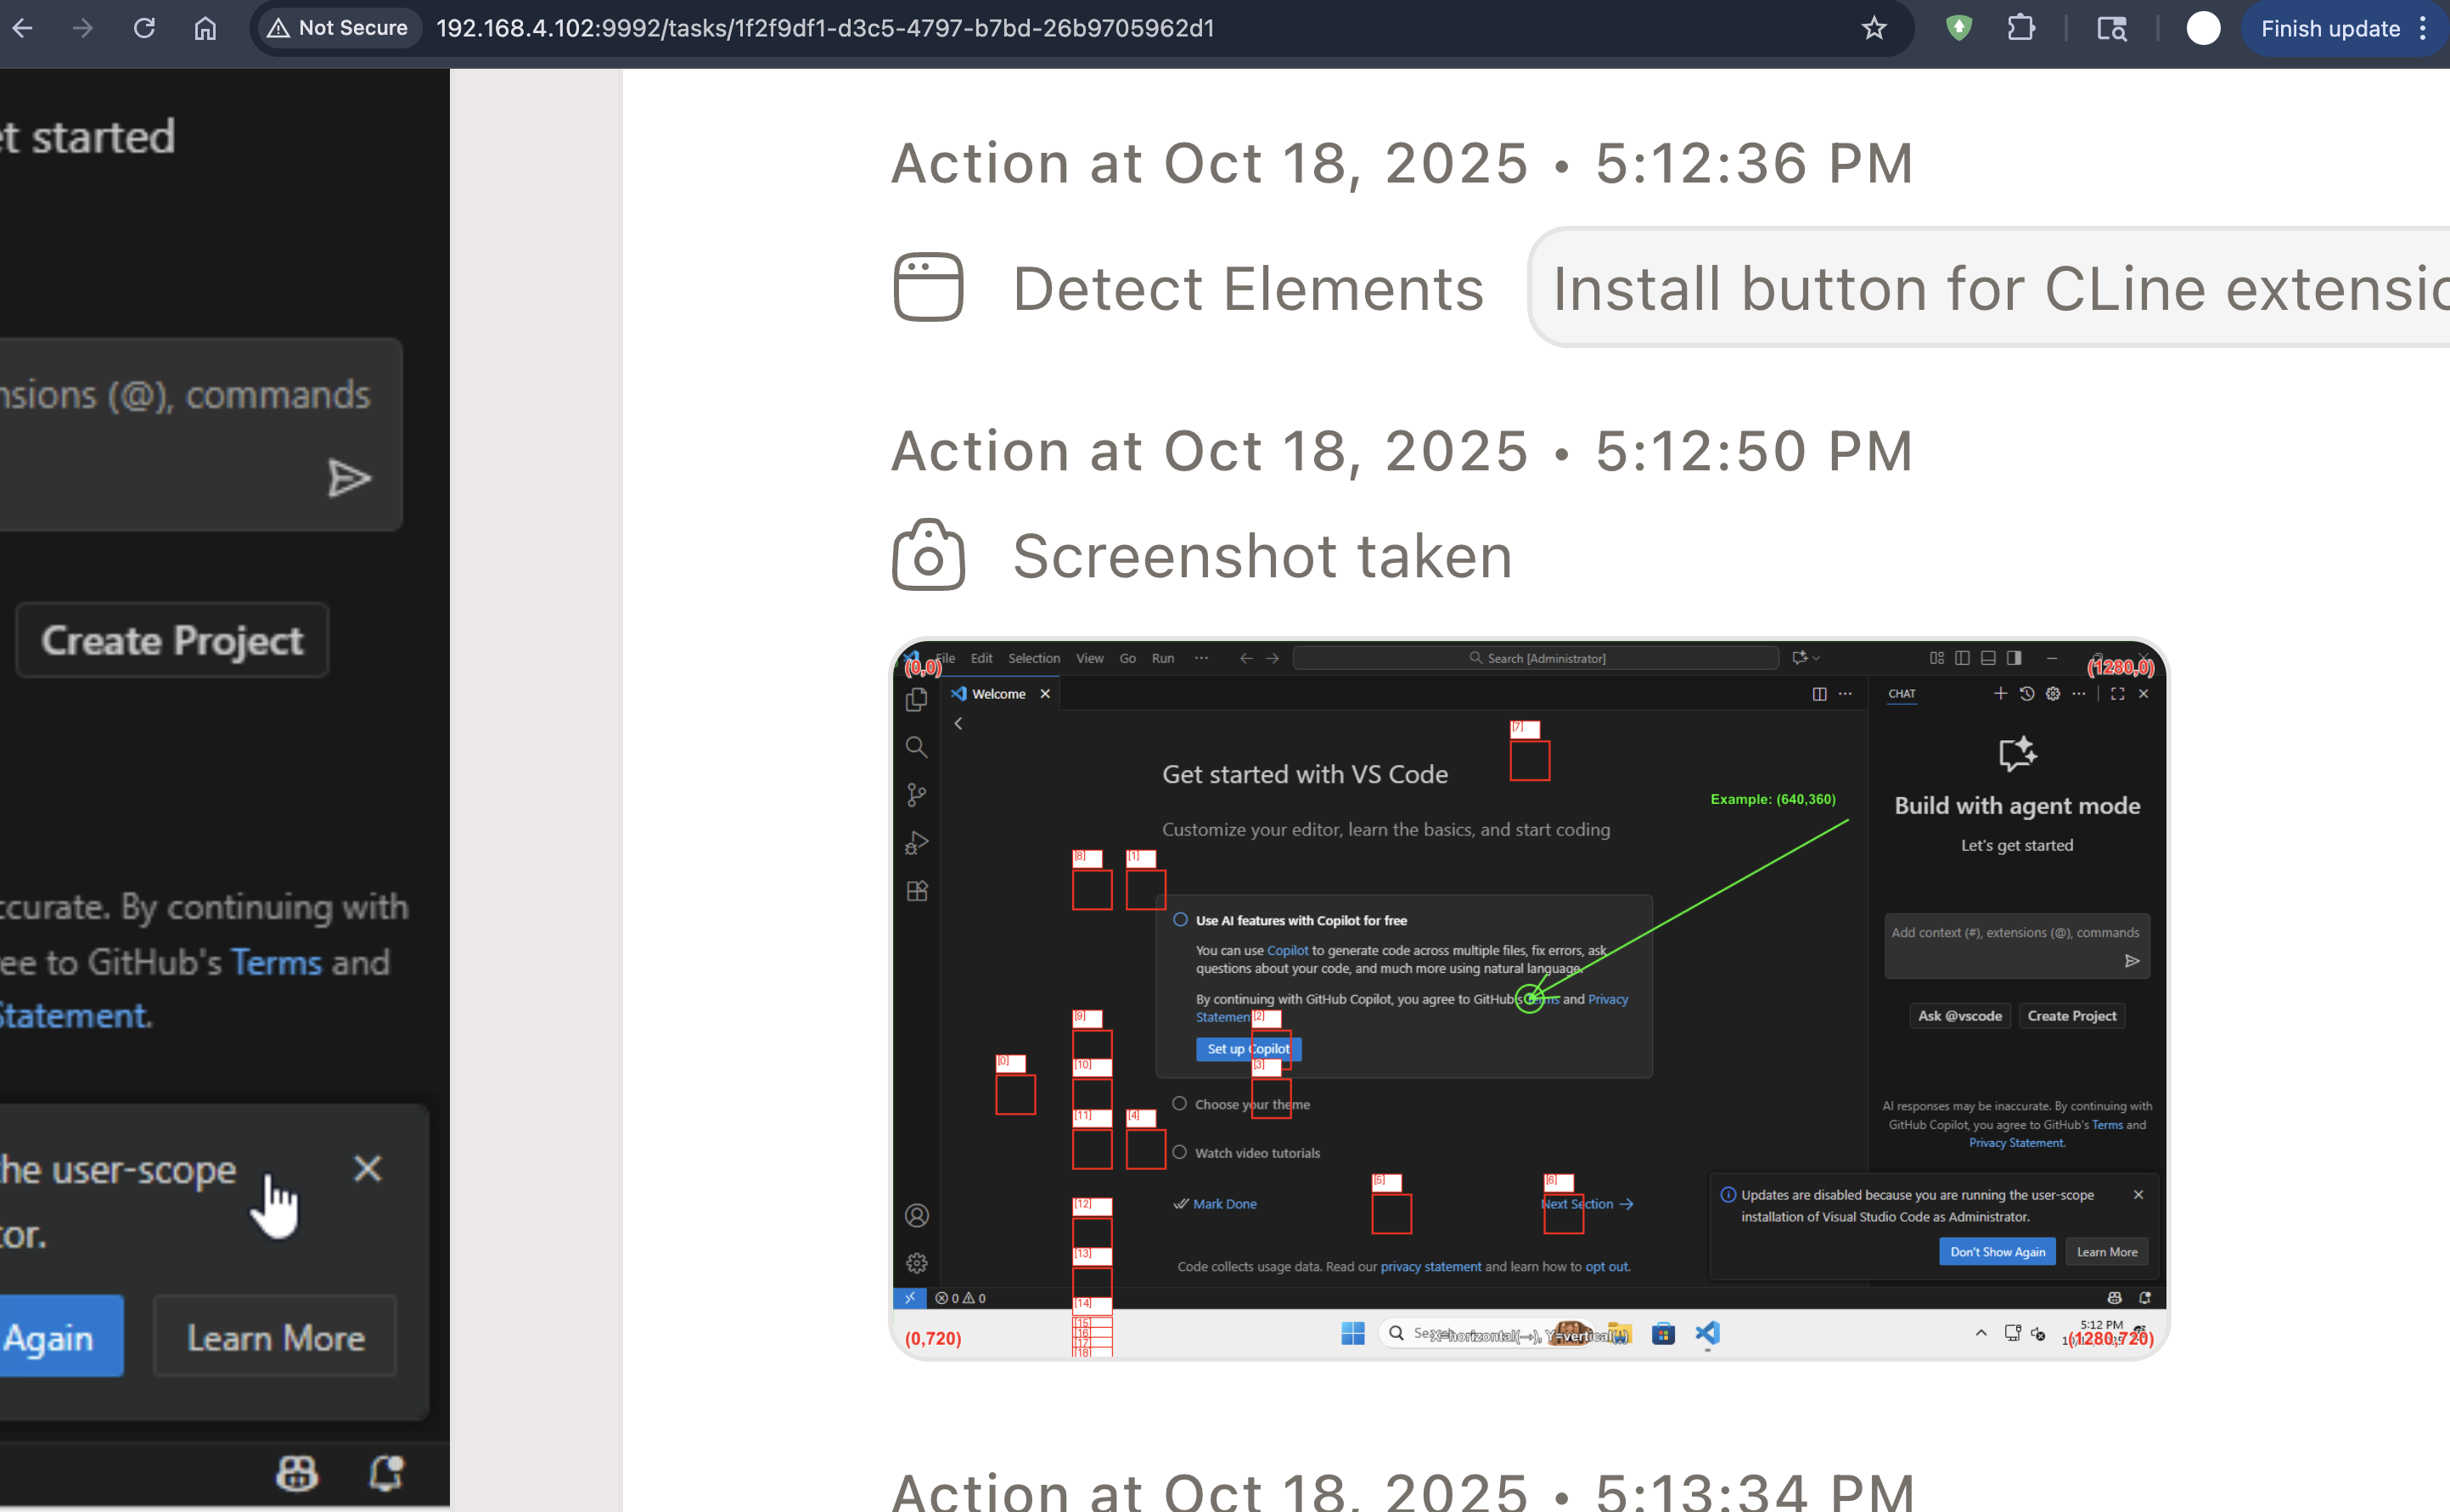 Not Secure
192.168.4.102:9992/tasks/1f2f9df1-d3c5-4797-b7bd-26b9705962d1
Finish update
et started
nsions (@), commands
Create Project
ccurate. By continuing with
ree to GitHub's Terms and
Statement.
he user-scope
tor.
Again
Learn More
Action at Oct 18, 2025 • 5:12:36 PM
Detect Elements
Install button for CLine extensio
Action at Oct 18, 2025 • 5:12:50 PM
Screenshot taken
(0,0)
File Edit Selection View Go Run ...
Search [Administrator]
(1280,0)
Welcome
CHAT
[7]
Get started with VS Code
Customize your editor, learn the basics, and start coding
Example: (640,360)
Build with agent mode
Let's get started
[8]
[1]
Use AI features with Copilot for free
You can use Copilot to generate code across multiple files, fix errors, ask
questions about your code, and much more using natural language.
By continuing with GitHub Copilot, you agree to GitHub's Terms and Privacy
Statement
[9]
[2]
Set up Copilot
Add context (#), extensions (@), commands
Ask @vscode
Create Project
[0]
[10]
[3]
Choose your theme
[11]
[4]
Watch video tutorials
AI responses may be inaccurate. By continuing with
GitHub Copilot, you agree to GitHub's Terms and
Privacy Statement.
[5]
[6]
[12]
Mark Done
Next Section
Updates are disabled because you are running the user-scope
installation of Visual Studio Code as Administrator.
Don't Show Again
Learn More
[13]
Code collects usage data. Read our privacy statement and learn how to opt out.
0 0
[14]
[15]
[16]
[17]
[18]
(0,720)
X=horizontal(→), Y=vertical(↓)
5:12 PM
(1280,720)
Action at Oct 18, 2025 • 5:13:34 PM